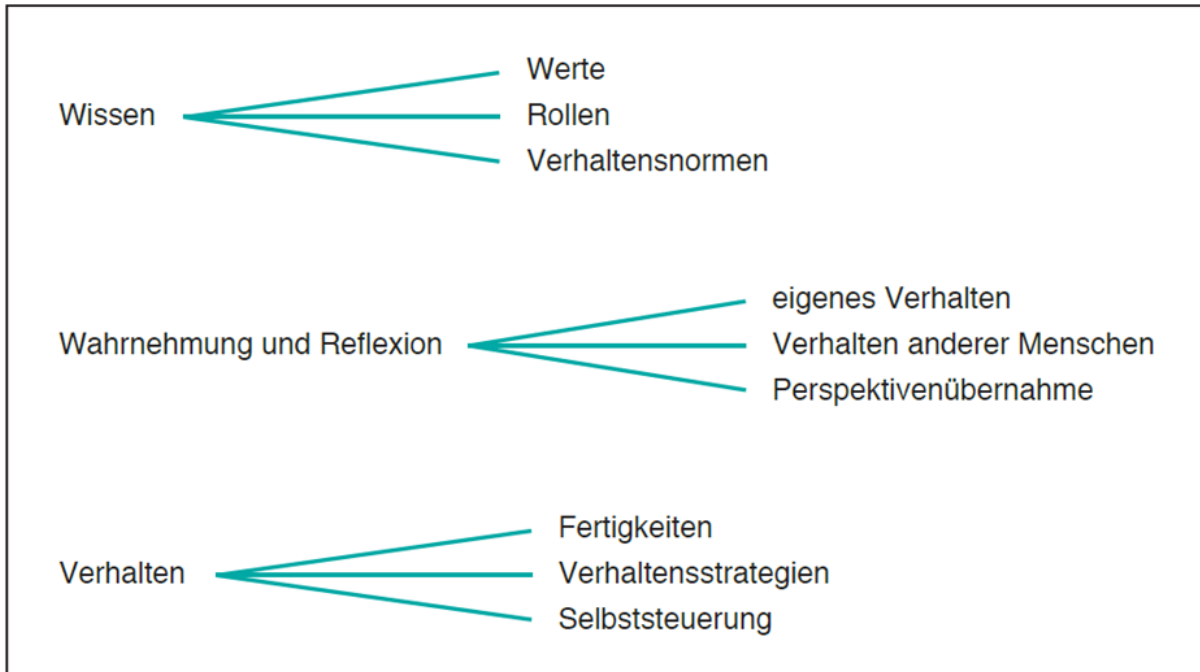 Werte
Wissen
Rollen
Verhaltensnormen
eigenes Verhalten
Wahrnehmung und Reflexion
Verhalten anderer Menschen
Perspektivenübernahme
Fertigkeiten
Verhalten
Verhaltensstrategien
Selbststeuerung